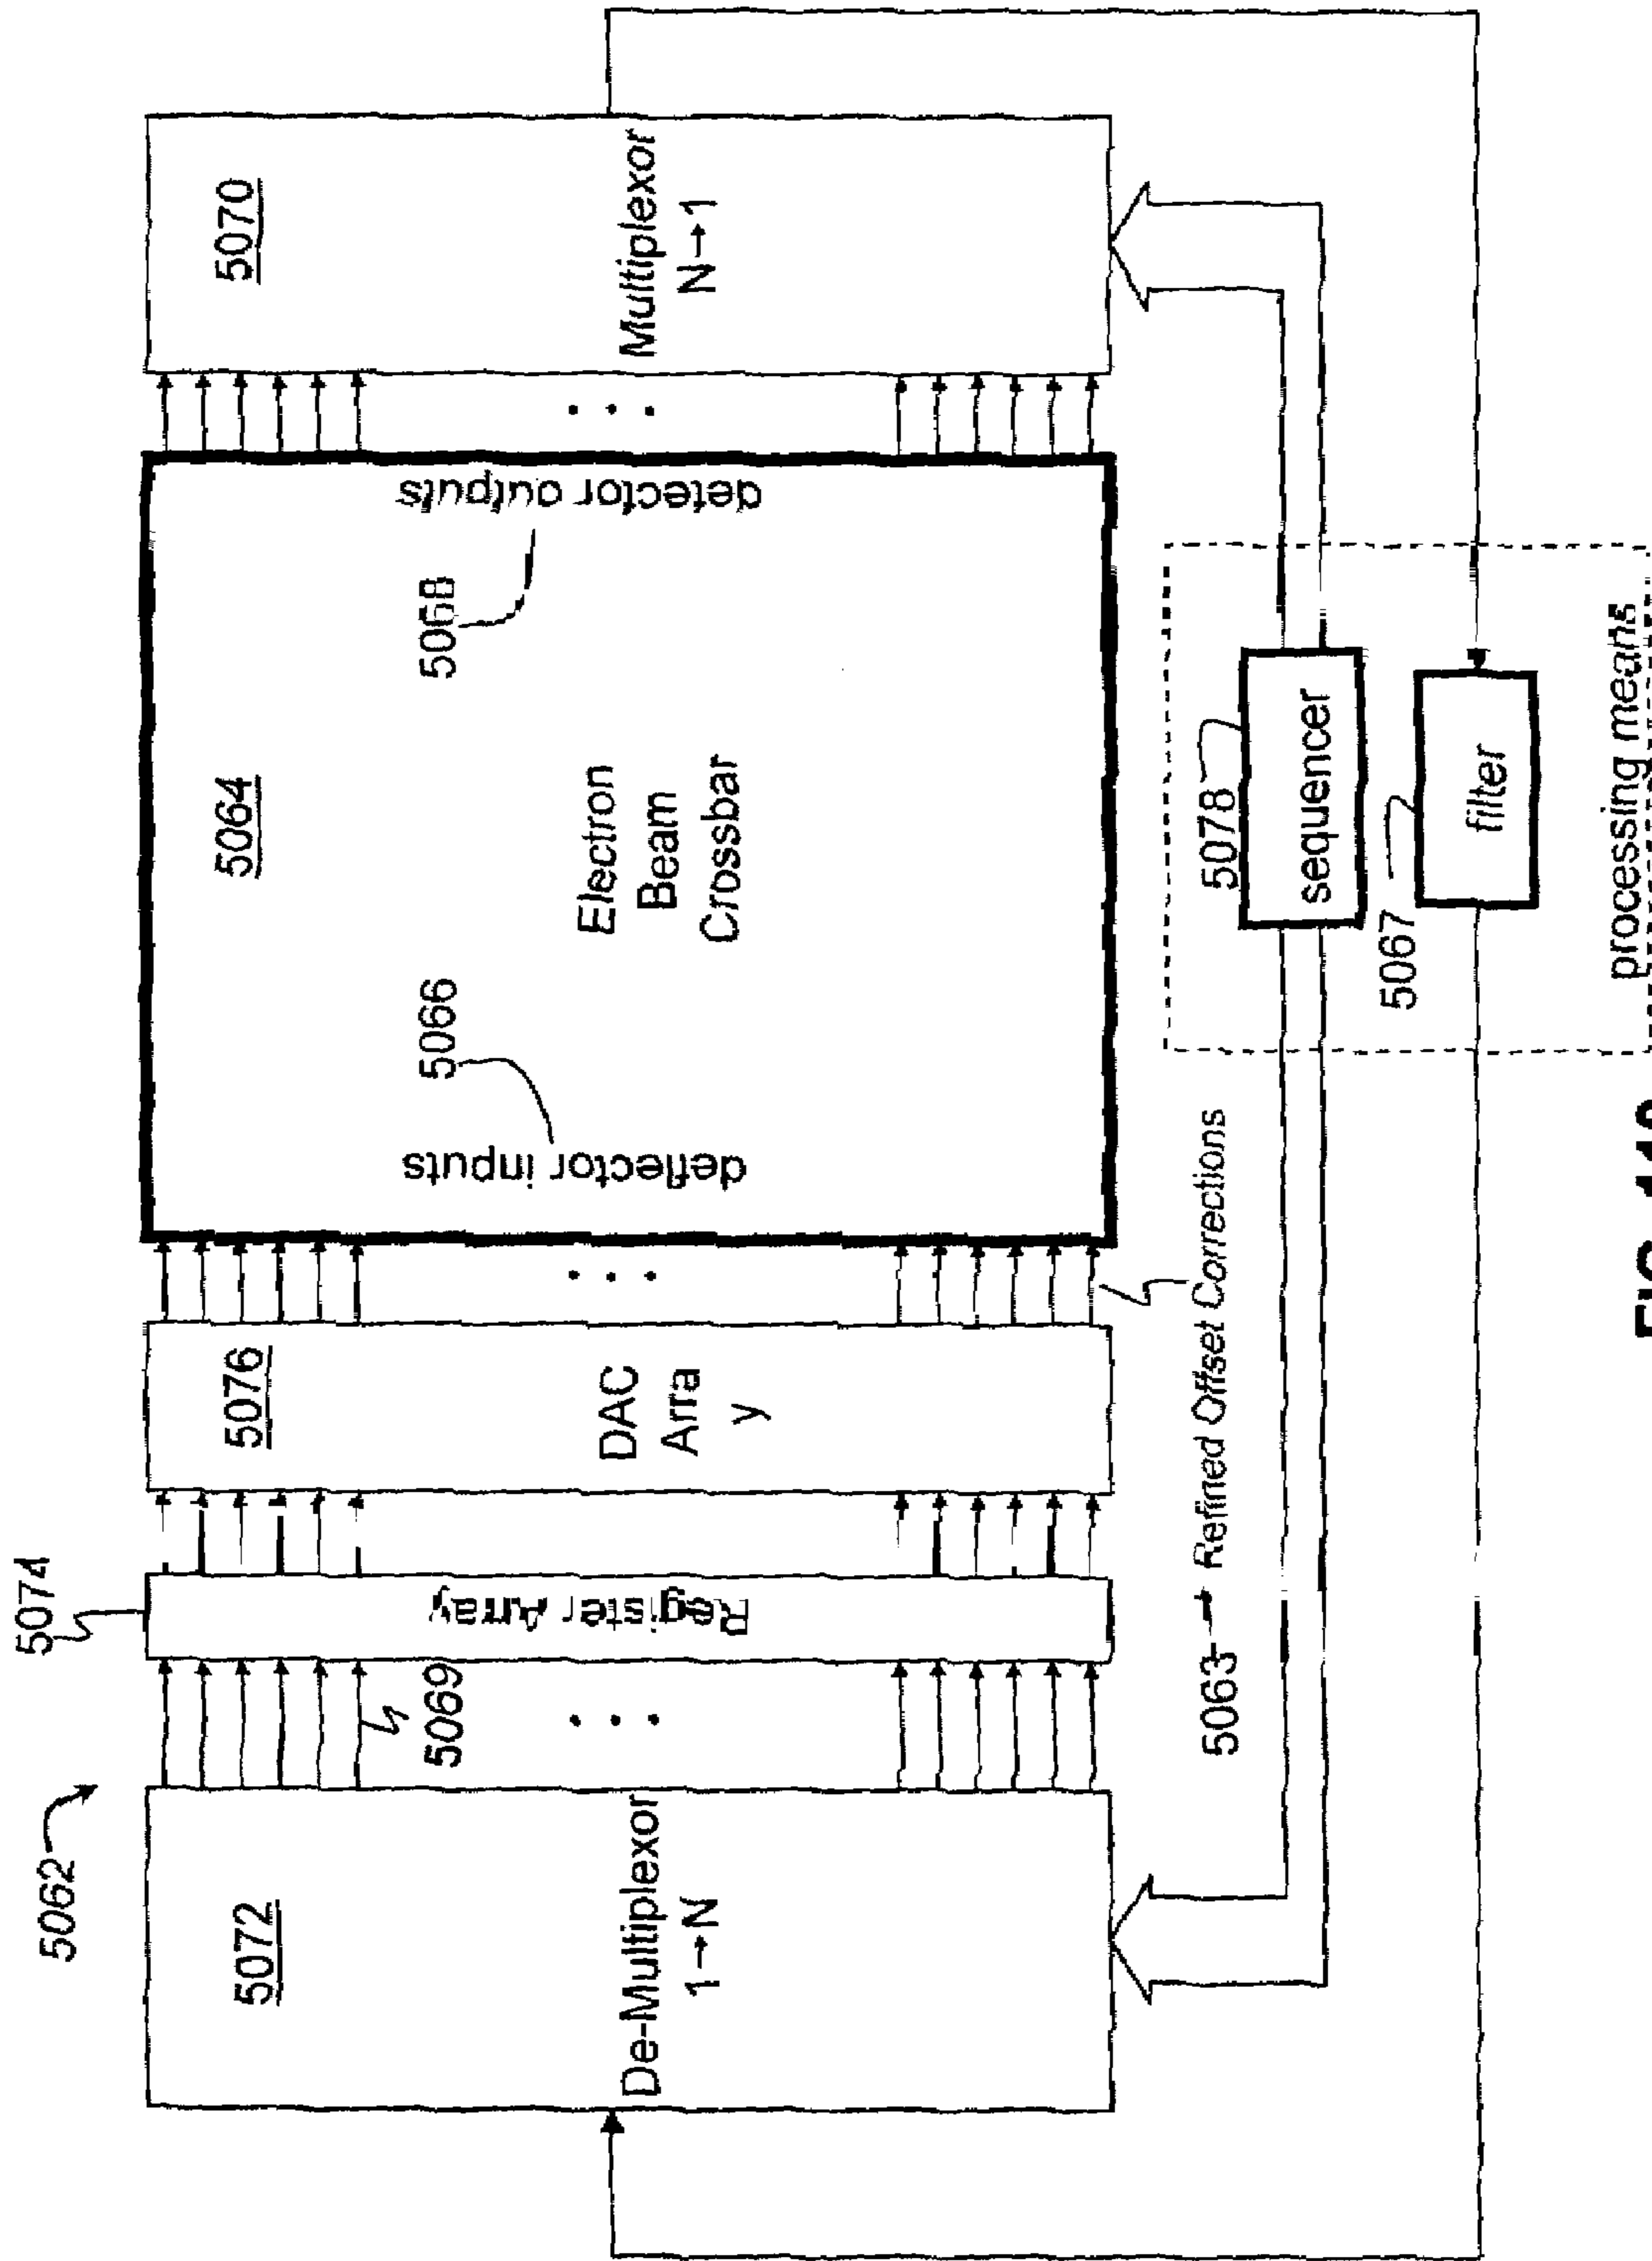 5062
5074
5072
De-Multiplexor
1→N
5069
Register Array
5076
DAC
Arra
y
5064
deflector inputs
5066
Electron
Beam
Crossbar
5068
detector outputs
5070
Multiplexor
N→1
5063 → Refined Offset Corrections
5078
sequencer
5067
filter
processing means